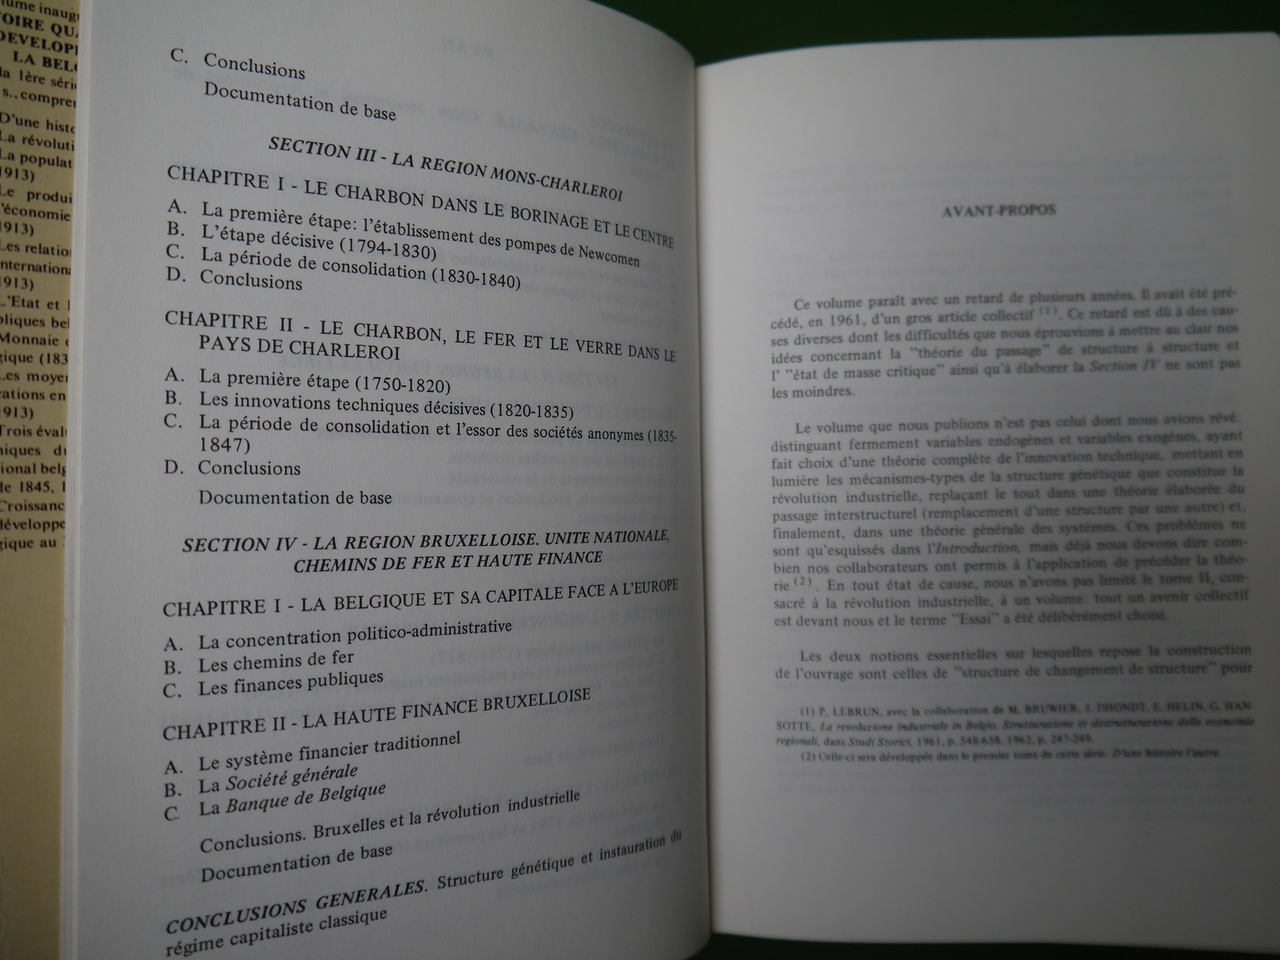 C. Conclusions
Documentation de base
SECTION III - LA REGION MONS-CHARLEROI
CHAPITRE I - LE CHARBON DANS LE BORINAGE ET LE CENTRE
A. La première étape: l'établissement des pompes de Newcomen
B. L'étape décisive (1794-1830)
C. La période de consolidation (1830-1840)
D. Conclusions
CHAPITRE II - LE CHARBON, LE FER ET LE VERRE DANS LE
PAYS DE CHARLEROI
A. La première étape (1750-1820)
B. Les innovations techniques décisives (1820-1835)
C. La période de consolidation et l'essor des sociétés anonymes (1835-
1847)
D. Conclusions
Documentation de base
SECTION IV - LA REGION BRUXELLOISE. UNITE NATIONALE,
CHEMINS DE FER ET HAUTE FINANCE
CHAPITRE I - LA BELGIQUE ET SA CAPITALE FACE A L'EUROPE
A. La concentration politico-administrative
B. Les chemins de fer
C. Les finances publiques
CHAPITRE II - LA HAUTE FINANCE BRUXELLOISE
A. Le système financier traditionnel
B. La Société générale
C. La Banque de Belgique
Conclusions. Bruxelles et la révolution industrielle
Documentation de base
CONCLUSIONS GENERALES. Structure génétique et instauration du
régime capitaliste classique
AVANT-PROPOS
Ce volume paraît avec un retard de plusieurs années. Il avait été pré-
cédé, en 1961, d'un gros article collectif (1). Ce retard est dû à des cau-
ses diverses dont les difficultés que nous éprouvions à mettre au clair nos
idées concernant la "théorie du passage" de structure à structure et
l' "état de masse critique" ainsi qu'à élaborer la Section IV ne sont pas
les moindres.
Le volume que nous publions n'est pas celui dont nous avions rêvé:
distinguant fermement variables endogènes et variables exogènes, ayant
fait choix d'une théorie complète de l'innovation technique, mettant en
lumière les mécanismes-types de la structure génétique que constitue la
révolution industrielle, replaçant le tout dans une théorie élaborée du
passage interstructurel (remplacement d'une structure par une autre) et,
finalement, dans une théorie générale des systèmes. Ces problèmes ne
sont qu'esquissés dans l'Introduction, mais déjà nous devons dire com-
bien nos collaborateurs ont permis à l'application de précéder la théo-
rie (2). En tout état de cause, nous n'avons pas limité le tome II, con-
sacré à la révolution industrielle, à un volume: tout un avenir collectif
est devant nous et le terme "Essai" a été délibérément choisi.
Les deux notions essentielles sur lesquelles repose la construction
de l'ouvrage sont celles de "structure de changement de structure" pour
(1) P. LEBRUN, avec la collaboration de M. BRUWIER, J. DHONDT, E. HELIN, G. HAN-
SOTTE, La revoluzione industriale in Belgio. Strutturazione et destrutturazione delle economie
regionali, dans Studi Storici, 1961, p. 548-658, 1962, p. 247-249.
(2) Celle-ci sera développée dans le premier tome de cette série: D'une histoire l'autre.